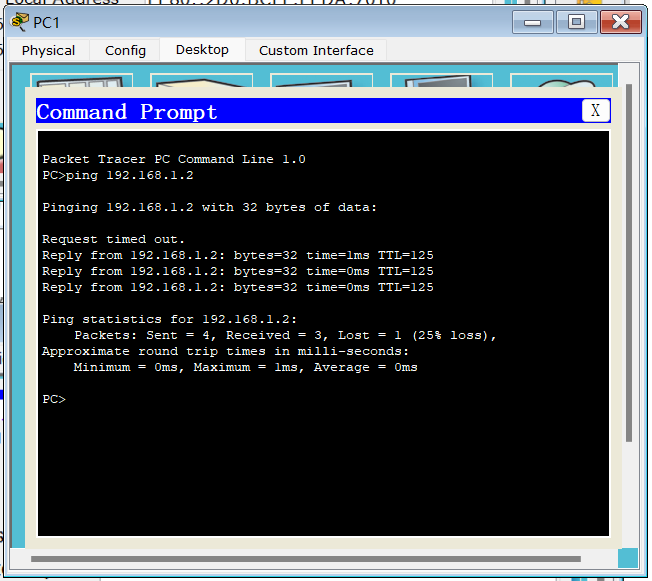 PC1
Physical Config Desktop Custom Interface
Command Prompt
X
Packet Tracer PC Command Line 1.0
PC>ping 192.168.1.2
Pinging 192.168.1.2 with 32 bytes of data:
Request timed out.
Reply from 192.168.1.2: bytes=32 time=1ms TTL=125
Reply from 192.168.1.2: bytes=32 time=0ms TTL=125
Reply from 192.168.1.2: bytes=32 time=0ms TTL=125
Ping statistics for 192.168.1.2:
Packets: Sent = 4, Received = 3, Lost = 1 (25% loss),
Approximate round trip times in milli-seconds:
Minimum = 0ms, Maximum = 1ms, Average = 0ms
PC>